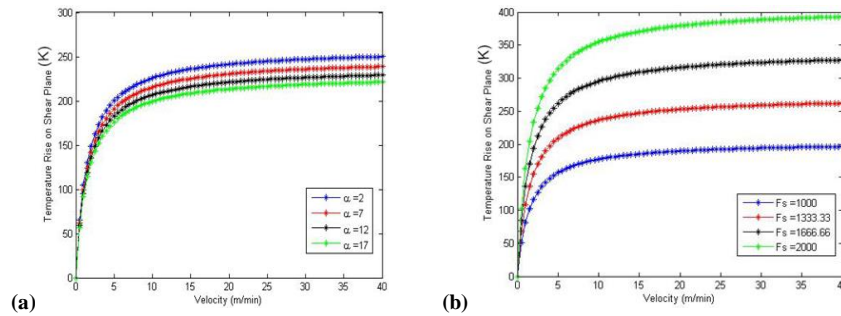 (a)
Temperature Rise on Shear Plane (K)
300
250
200
150
100
50
0
0 5 10 15 20 25 30 35 40
Velocity (m/min)
α =2
α =7
α =12
α =17
(b)
Temperature Rise on Shear Plane (K)
400
350
300
250
200
150
100
50
0
0 5 10 15 20 25 30 35 40
Velocity (m/min)
Fs =1000
Fs =1333.33
Fs =1666.66
Fs =2000